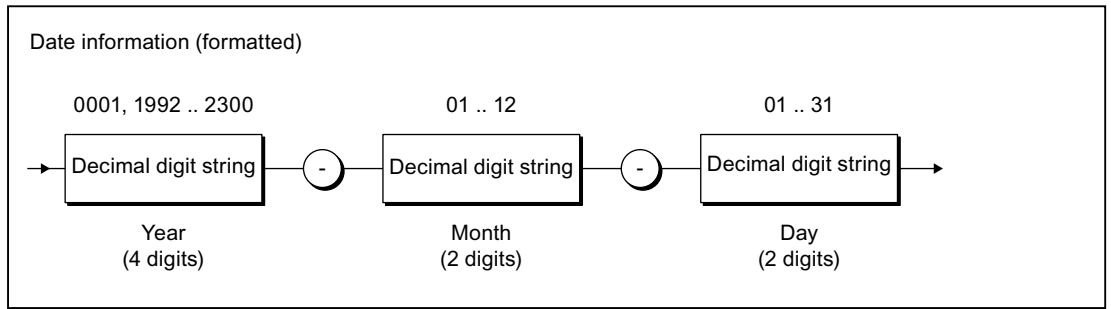 Date information (formatted)
0001, 1992 .. 2300
01 .. 12
01 .. 31
Decimal digit string
-
Decimal digit string
-
Decimal digit string
Year
(4 digits)
Month
(2 digits)
Day
(2 digits)